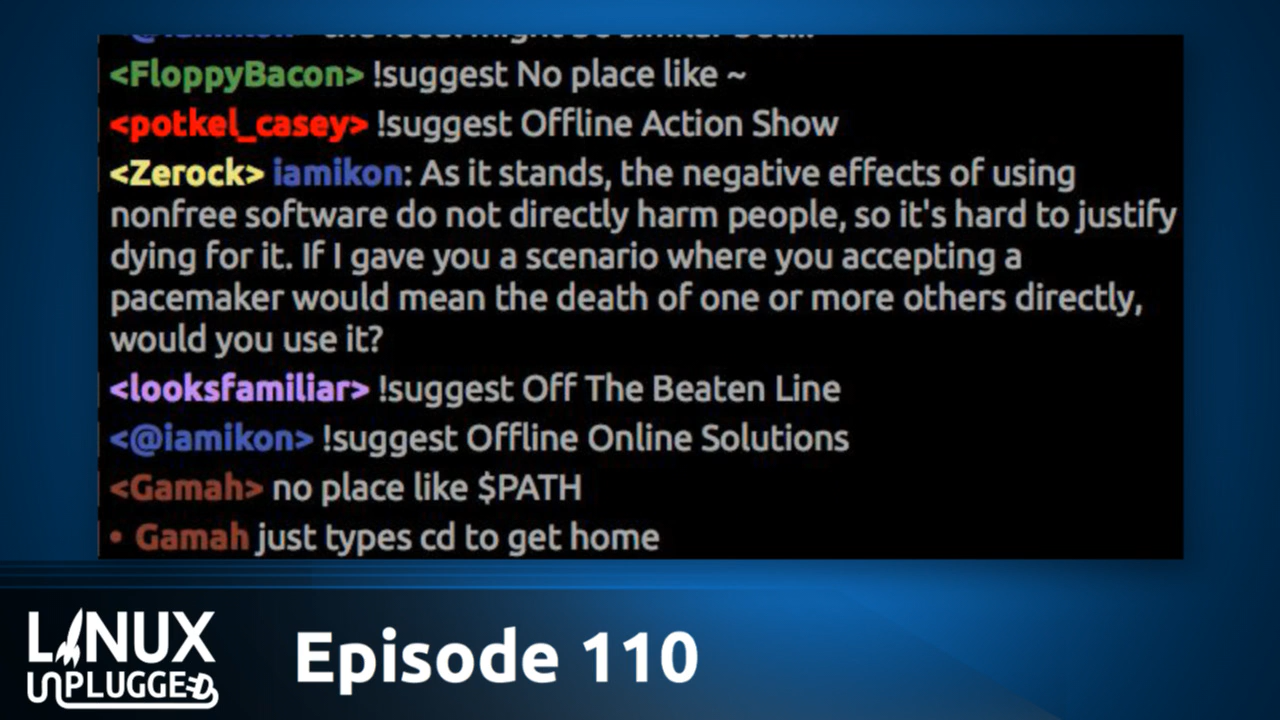 <FloppyBacon> !suggest No place like ~
<potkel_casey> !suggest Offline Action Show
<Zerock> iamikon: As it stands, the negative effects of using
nonfree software do not directly harm people, so it's hard to justify
dying for it. If I gave you a scenario where you accepting a
pacemaker would mean the death of one or more others directly,
would you use it?
<looksfamiliar> !suggest Off The Beaten Line
<@iamikon> !suggest Offline Online Solutions
<Gamah> no place like $PATH
• Gamah just types cd to get home
LINUX
UNPLUGGED
Episode 110